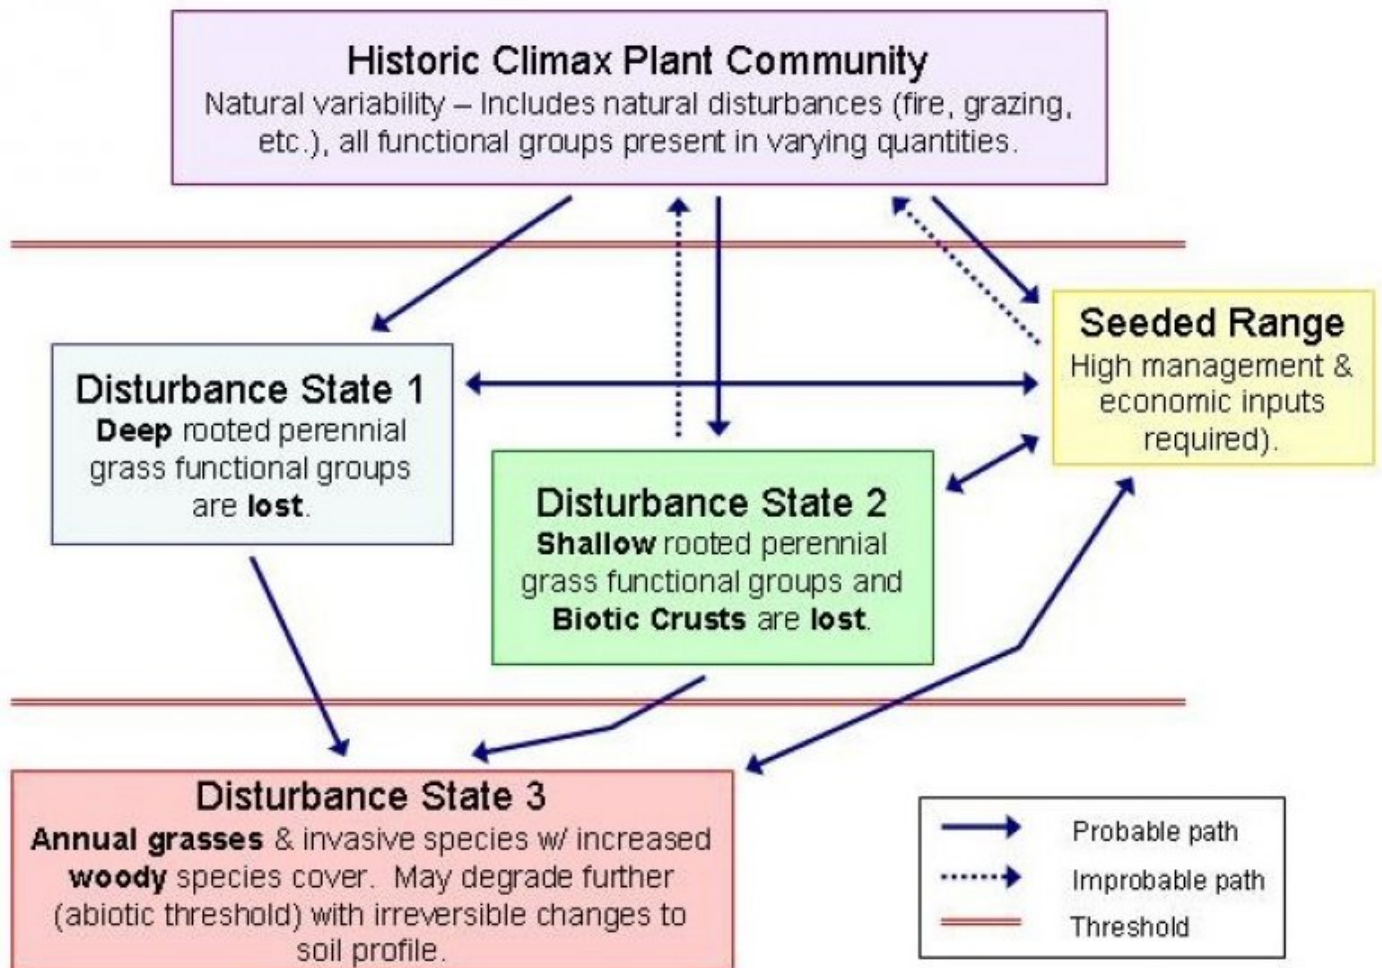 Historic Climax Plant Community
Natural variability – Includes natural disturbances (fire, grazing,
etc.), all functional groups present in varying quantities.
Seeded Range
High management &
economic inputs
required).
Disturbance State 1
Deep rooted perennial
grass functional groups
are lost.
Disturbance State 2
Shallow rooted perennial
grass functional groups and
Biotic Crusts are lost.
Disturbance State 3
Annual grasses & invasive species w/ increased
woody species cover. May degrade further
(abiotic threshold) with irreversible changes to
soil profile.
Probable path
Improbable path
Threshold